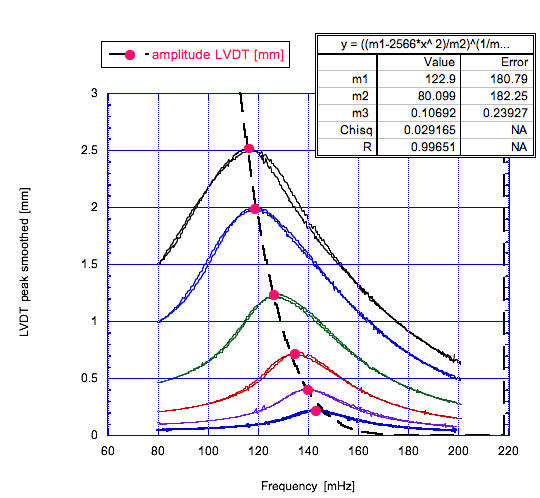 amplitude LVDT [mm]
y = ((m1-2566*x^ 2)/m2)^(1/m...
Value Error
m1 122.9 180.79
m2 80.099 182.25
m3 0.10692 0.23927
Chisq 0.029165 NA
R 0.99651 NA
3
2.5
2
1.5
1
0.5
0
LVDT peak smoothed [mm]
60 80 100 120 140 160 180 200 220
Frequency [mHz]